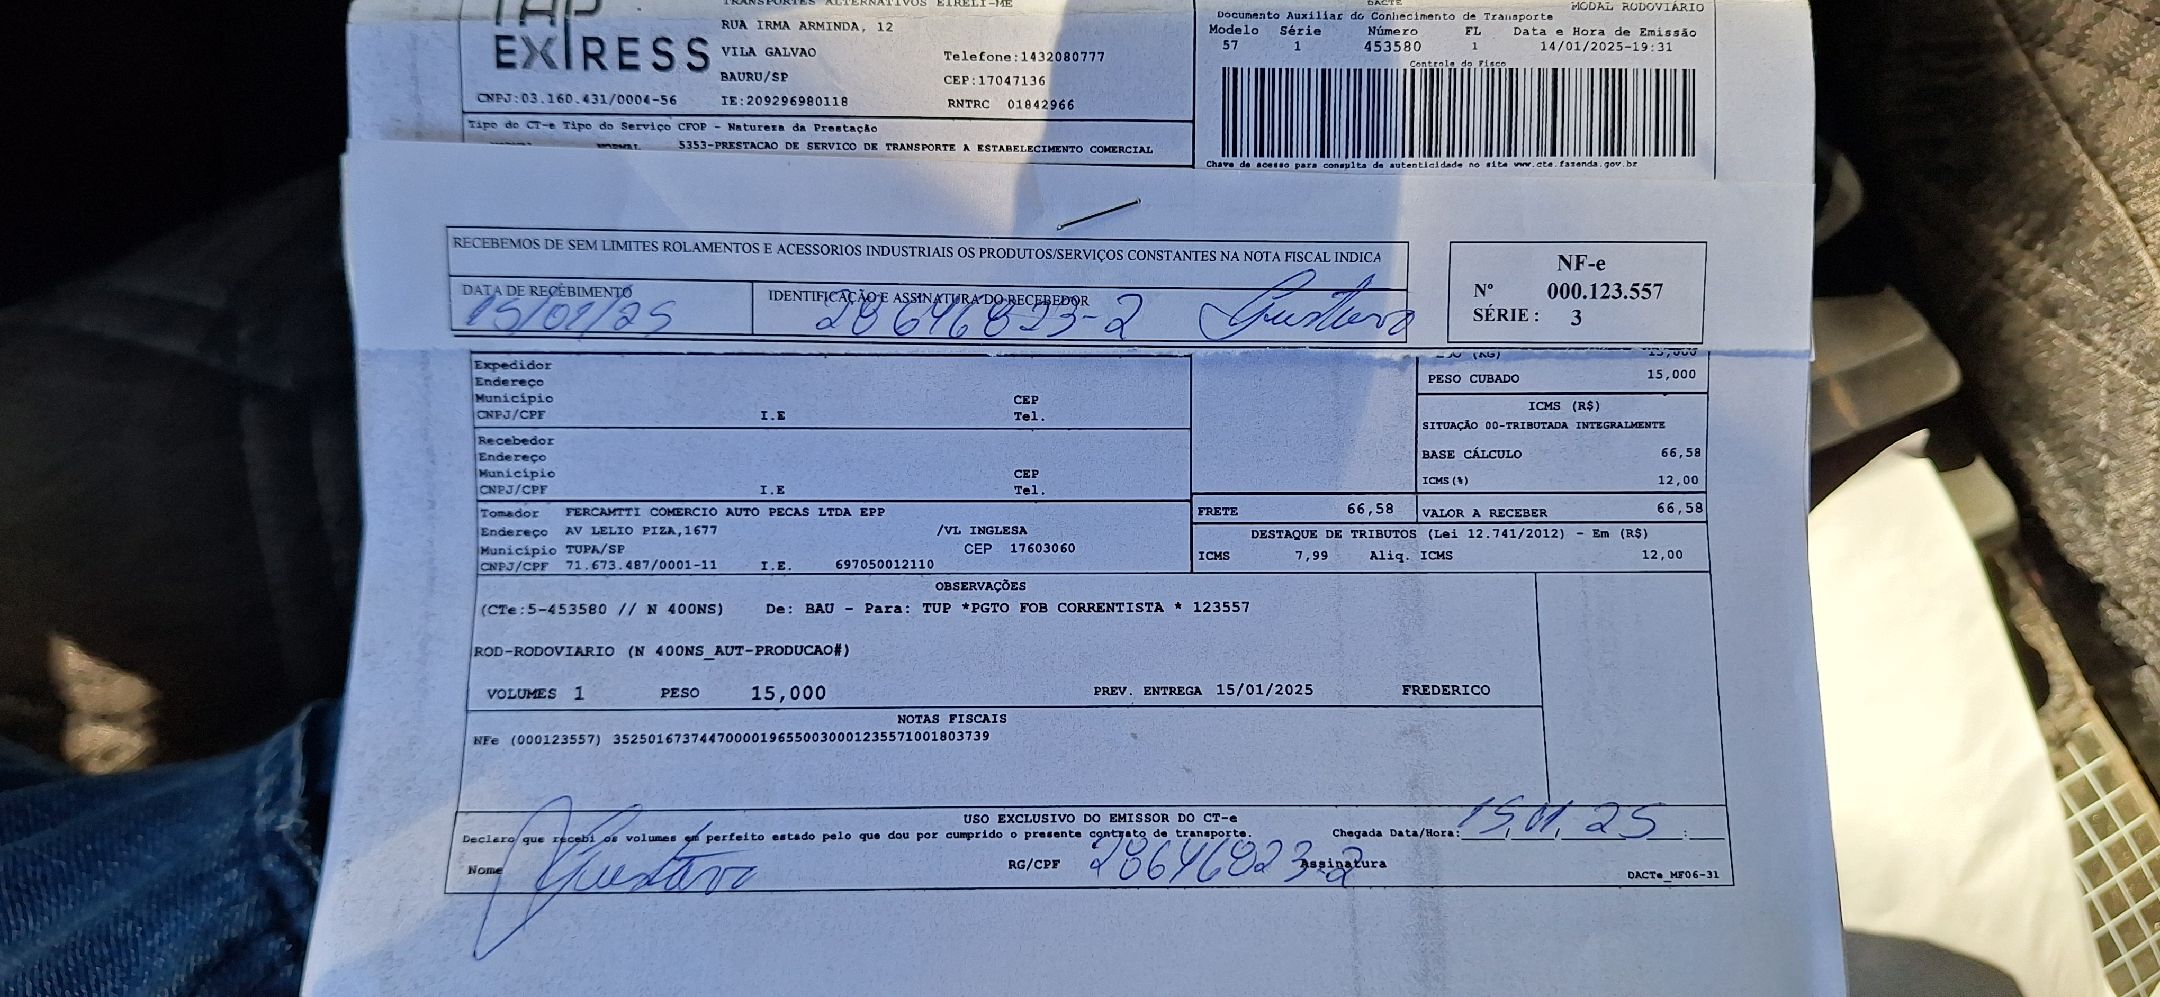 TRANSPORTES ALTERNATIVOS EIRELI-ME
EXPRESS
RUA IRMA ARMINDA, 12
VILA GALVAO Telefone:1432080777
BAURU/SP CEP:17047136
CNPJ:03.160.431/0004-56 IE:209296980118 RNTRC 01842966
Tipo do CT-e Tipo do Serviço CFOP - Natureza da Prestação
NORMAL 5353-PRESTACAO DE SERVICO DE TRANSPORTE A ESTABELECIMENTO COMERCIAL
DACTE MODAL RODOVIÁRIO
Documento Auxiliar do Conhecimento de Transporte
Modelo Série Número FL Data e Hora de Emissão
57 1 453580 1 14/01/2025-19:31
Controle do Fisco
Chave de acesso para consulta de autenticidade no site www.cte.fazenda.gov.br
RECEBEMOS DE SEM LIMITES ROLAMENTOS E ACESSORIOS INDUSTRIAIS OS PRODUTOS/SERVIÇOS CONSTANTES NA NOTA FISCAL INDICA
DATA DE RECEBIMENTO IDENTIFICAÇÃO E ASSINATURA DO RECEBEDOR
15/01/25 28646823-2 Gustavo
NF-e
Nº 000.123.557
SÉRIE : 3
Expedidor
Endereço
Município CEP
CNPJ/CPF I.E Tel.
Recebedor
Endereço
Município CEP
CNPJ/CPF I.E Tel.
(KG) 15,000
PESO CUBADO 15,000
ICMS (R$)
SITUAÇÃO 00-TRIBUTADA INTEGRALMENTE
BASE CÁLCULO 66,58
ICMS(%) 12,00
Tomador FERCAMTTI COMERCIO AUTO PECAS LTDA EPP
Endereço AV LELIO PIZA,1677 /VL INGLESA
Município TUPA/SP CEP 17603060
CNPJ/CPF 71.673.487/0001-11 I.E. 697050012110
FRETE 66,58 VALOR A RECEBER 66,58
DESTAQUE DE TRIBUTOS (Lei 12.741/2012) - Em (R$)
ICMS 7,99 Aliq. ICMS 12,00
OBSERVAÇÕES
(CTe:5-453580 // N 400NS) De: BAU - Para: TUP *PGTO FOB CORRENTISTA * 123557
ROD-RODOVIARIO (N 400NS_AUT-PRODUCAO#)
VOLUMES 1 PESO 15,000 PREV. ENTREGA 15/01/2025 FREDERICO
NOTAS FISCAIS
NFe (000123557) 35250167374470000196550030001235571001803739
USO EXCLUSIVO DO EMISSOR DO CT-e
Declaro que recebi os volumes em perfeito estado pelo que dou por cumprido o presente contrato de transporte. Chegada Data/Hora: 15,01,25 :
Nome Gustavo RG/CPF 28646823-2 Assinatura
DACTe_MF06-31